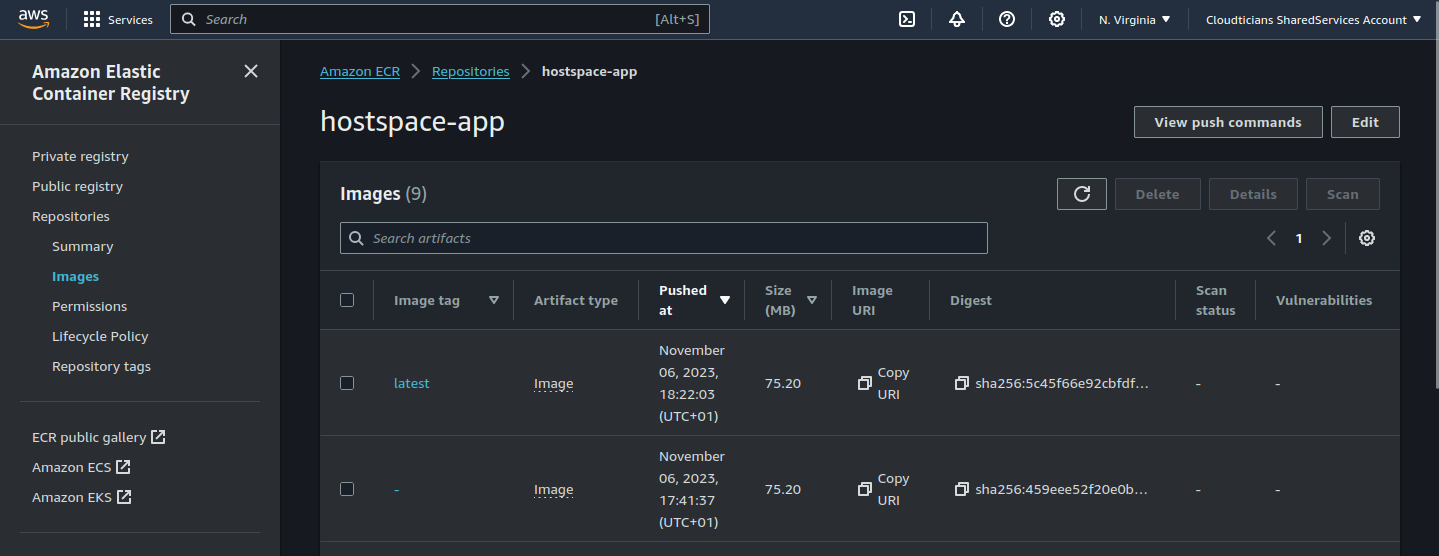 aws
Services
Search
[Alt+S]
N. Virginia
Cloudticians SharedServices Account
Amazon Elastic
Container Registry
Private registry
Public registry
Repositories
Summary
Images
Permissions
Lifecycle Policy
Repository tags
ECR public gallery
Amazon ECS
Amazon EKS
Amazon ECR
Repositories
hostspace-app
hostspace-app
View push commands
Edit
Images (9)
Delete
Details
Scan
Search artifacts
1
Image tag
Artifact type
Pushed
at
Size
(MB)
Image
URI
Digest
Scan
status
Vulnerabilities
latest
Image
November
06, 2023,
18:22:03
(UTC+01)
75.20
Copy
URI
sha256:5c45f66e92cbfdf...
-
-
-
Image
November
06, 2023,
17:41:37
(UTC+01)
75.20
Copy
URI
sha256:459eee52f20e0b...
-
-